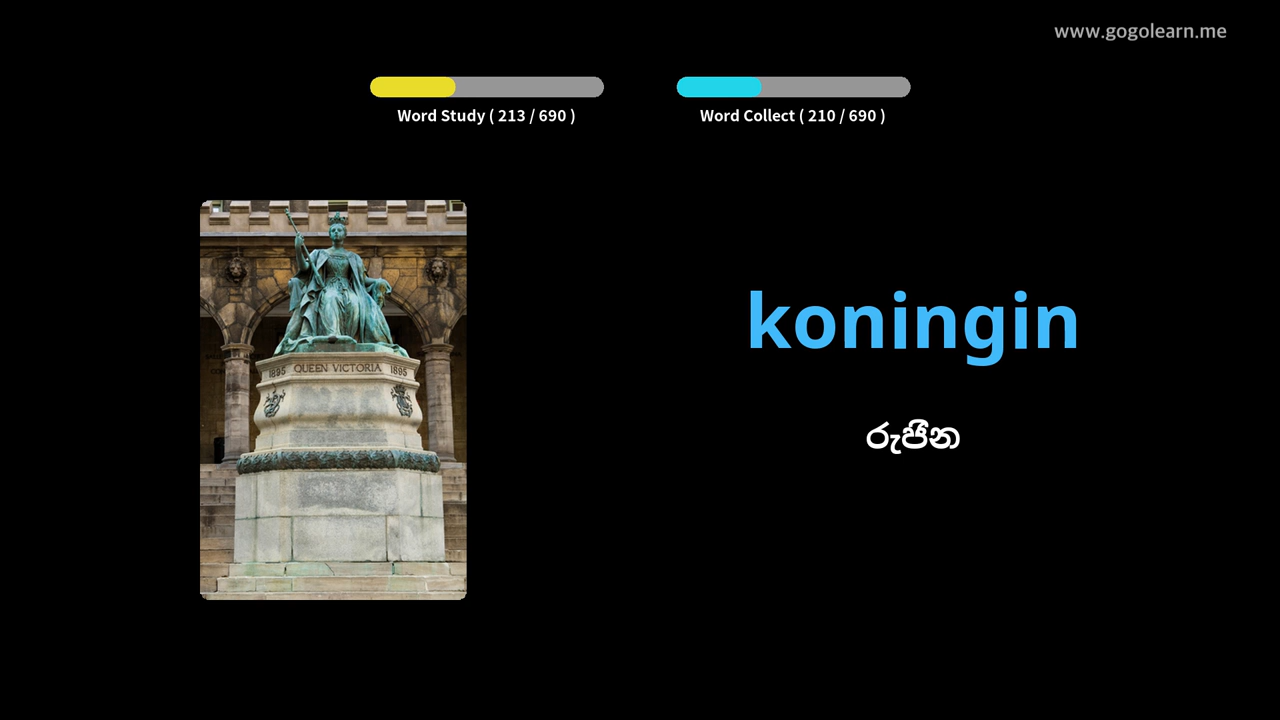 www.gogolearn.me
Word Study ( 213 / 690 )
Word Collect ( 210 / 690 )
1895 QUEEN VICTORIA 1895
koningin
රුජින